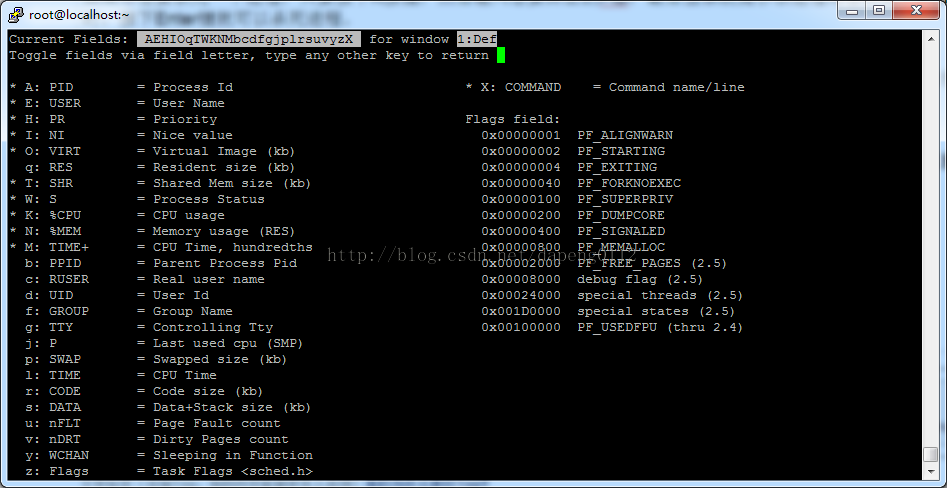 root@localhost:~
Current Fields: AEHIOqTWKNMbcdfgjplrsuvyzX for window 1:Def
Toggle fields via field letter, type any other key to return
* A: PID = Process Id
* E: USER = User Name
* H: PR = Priority
* I: NI = Nice value
* O: VIRT = Virtual Image (kb)
q: RES = Resident size (kb)
* T: SHR = Shared Mem size (kb)
* W: S = Process Status
* K: %CPU = CPU usage
* N: %MEM = Memory usage (RES)
* M: TIME+ = CPU Time, hundredths
b: PPID = Parent Process Pid
c: RUSER = Real user name
d: UID = User Id
f: GROUP = Group Name
g: TTY = Controlling Tty
j: P = Last used cpu (SMP)
p: SWAP = Swapped size (kb)
l: TIME = CPU Time
r: CODE = Code size (kb)
s: DATA = Data+Stack size (kb)
u: nFLT = Page Fault count
v: nDRT = Dirty Pages count
y: WCHAN = Sleeping in Function
z: Flags = Task Flags <sched.h>
* X: COMMAND = Command name/line
Flags field:
0x00000001 PF_ALIGNWARN
0x00000002 PF_STARTING
0x00000004 PF_EXITING
0x00000040 PF_FORKNOEXEC
0x00000100 PF_SUPERPRIV
0x00000200 PF_DUMPCORE
0x00000400 PF_SIGNALED
0x00000800 PF_MEMALLOC
0x00002000 PF_FREE_PAGES (2.5)
0x00008000 debug flag (2.5)
0x00024000 special threads (2.5)
0x001D0000 special states (2.5)
0x00100000 PF_USEDFPU (thru 2.4)
http://blog.csdn.net/dapeng0112